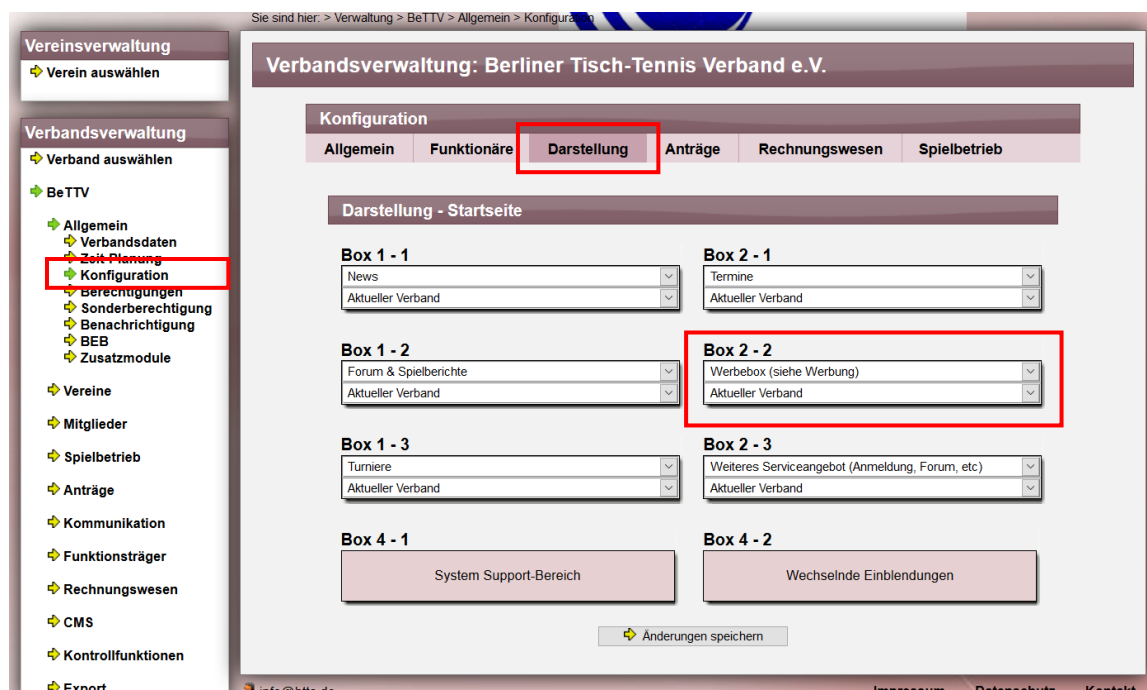 Sie sind hier: > Verwaltung > BeTTV > Allgemein > Konfiguration
Vereinsverwaltung
Verein auswählen
Verbandsverwaltung
Verband auswählen
BeTTV
Allgemein
Verbandsdaten
Zeit-Planung
Konfiguration
Berechtigungen
Sonderberechtigung
Benachrichtigung
BEB
Zusatzmodule
Vereine
Mitglieder
Spielbetrieb
Anträge
Kommunikation
Funktionsträger
Rechnungswesen
CMS
Kontrollfunktionen
Export
Verbandsverwaltung: Berliner Tisch-Tennis Verband e.V.
Konfiguration
Allgemein Funktionäre Darstellung Anträge Rechnungswesen Spielbetrieb
Darstellung - Startseite
Box 1 - 1 Box 2 - 1
News Termine
Aktueller Verband Aktueller Verband
Box 1 - 2 Box 2 - 2
Forum & Spielberichte Werbebox (siehe Werbung)
Aktueller Verband Aktueller Verband
Box 1 - 3 Box 2 - 3
Turniere Weiteres Serviceangebot (Anmeldung, Forum, etc)
Aktueller Verband Aktueller Verband
Box 4 - 1 Box 4 - 2
System Support-Bereich Wechselnde Einblendungen
Änderungen speichern
Impressum Datenschutz Kontakt